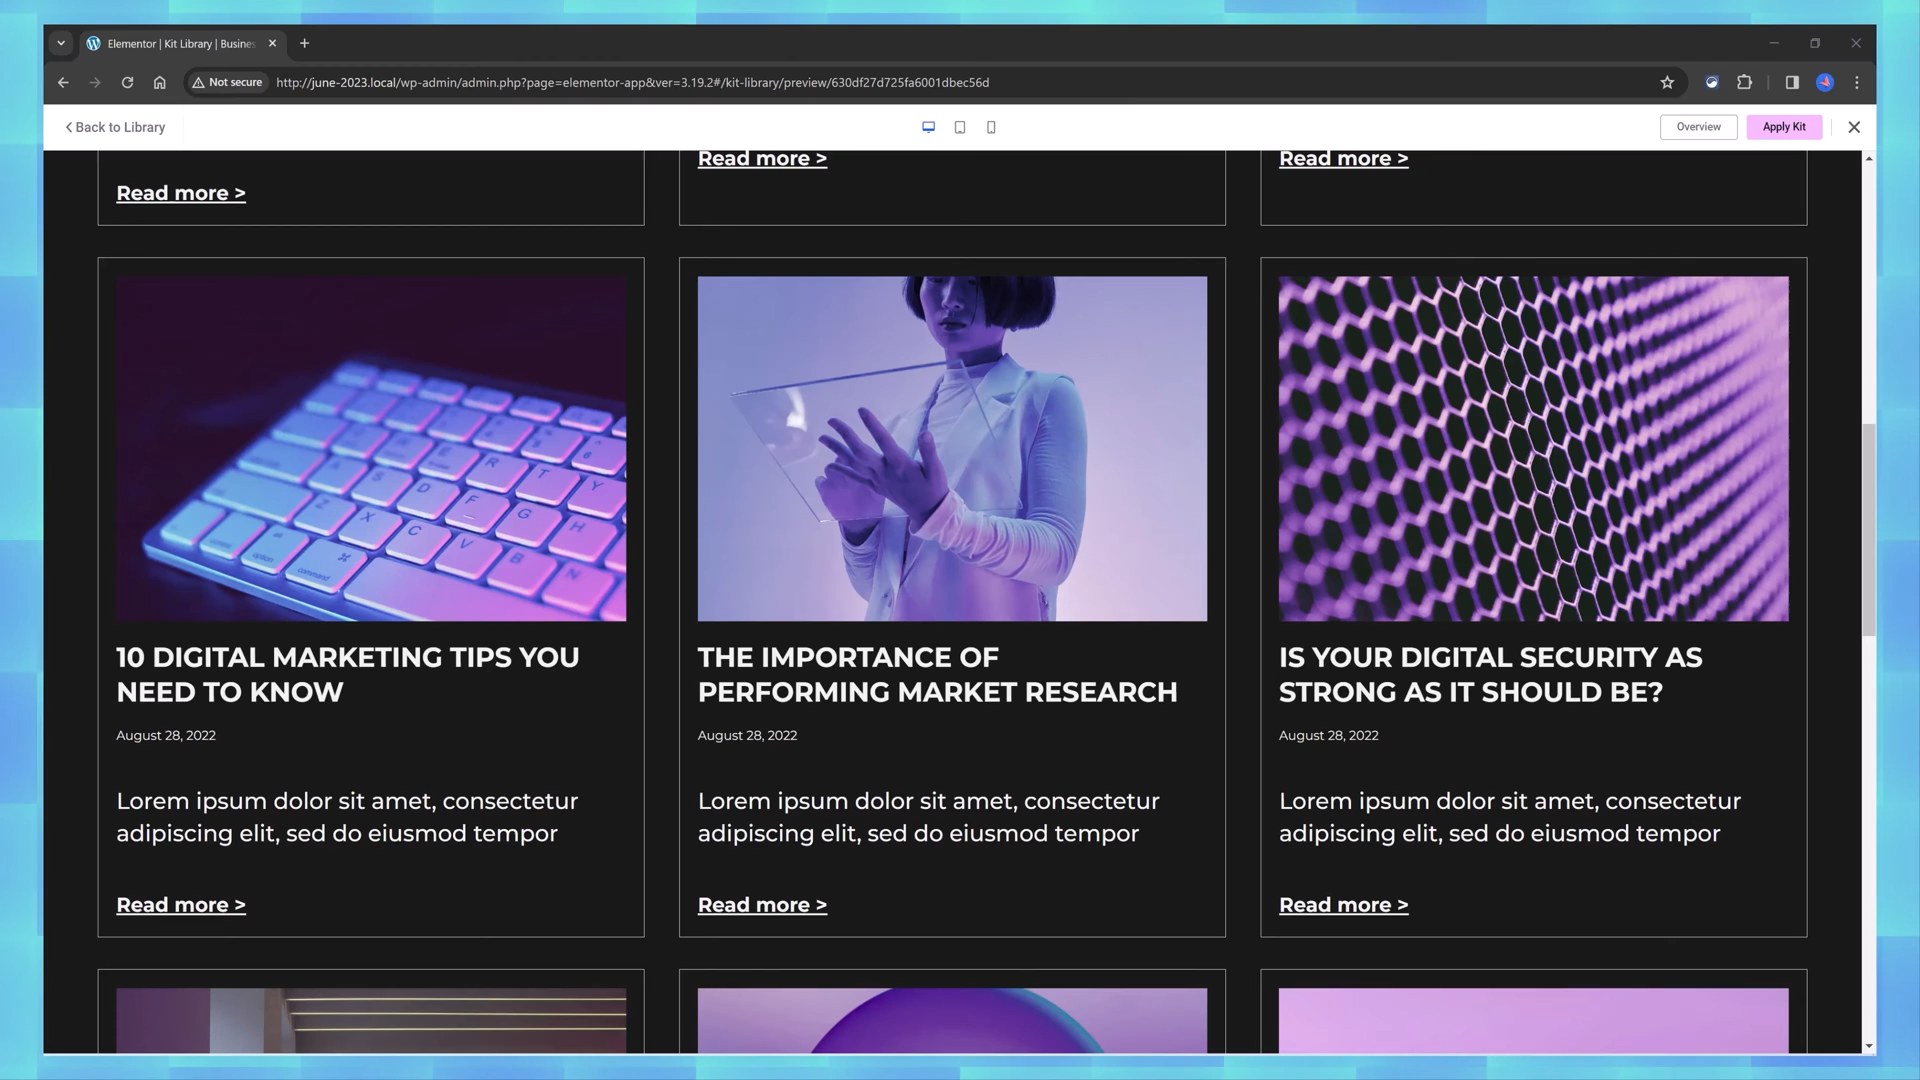 Elementor | Kit Library | Busines
Not secure
http://june-2023.local/wp-admin/admin.php?page=elementor-app&ver=3.19.2#/kit-library/preview/630df27d725fa6001dbec56d
Back to Library
Overview
Apply Kit
Read more >
Read more >
Read more >
10 DIGITAL MARKETING TIPS YOU
NEED TO KNOW
August 28, 2022
Lorem ipsum dolor sit amet, consectetur
adipiscing elit, sed do eiusmod tempor
Read more >
THE IMPORTANCE OF
PERFORMING MARKET RESEARCH
August 28, 2022
Lorem ipsum dolor sit amet, consectetur
adipiscing elit, sed do eiusmod tempor
Read more >
IS YOUR DIGITAL SECURITY AS
STRONG AS IT SHOULD BE?
August 28, 2022
Lorem ipsum dolor sit amet, consectetur
adipiscing elit, sed do eiusmod tempor
Read more >